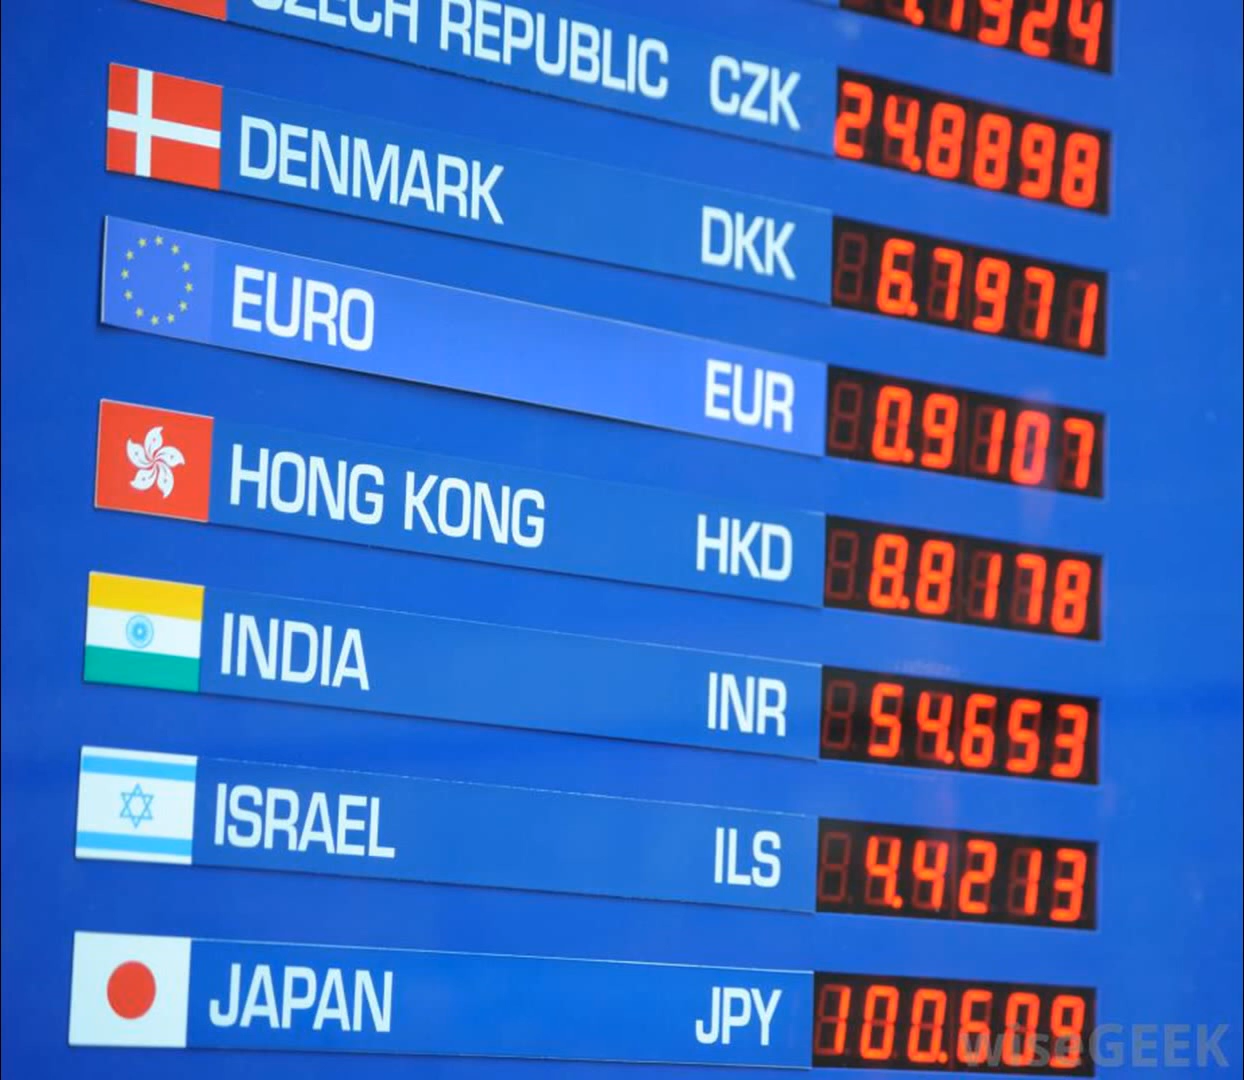 .1924
CZECH REPUBLIC CZK 24.8898
DENMARK DKK 6.7971
EURO EUR 0.9107
HONG KONG HKD 8.8178
INDIA INR 54.653
ISRAEL ILS 4.4213
JAPAN JPY 100.609
wiseGEEK